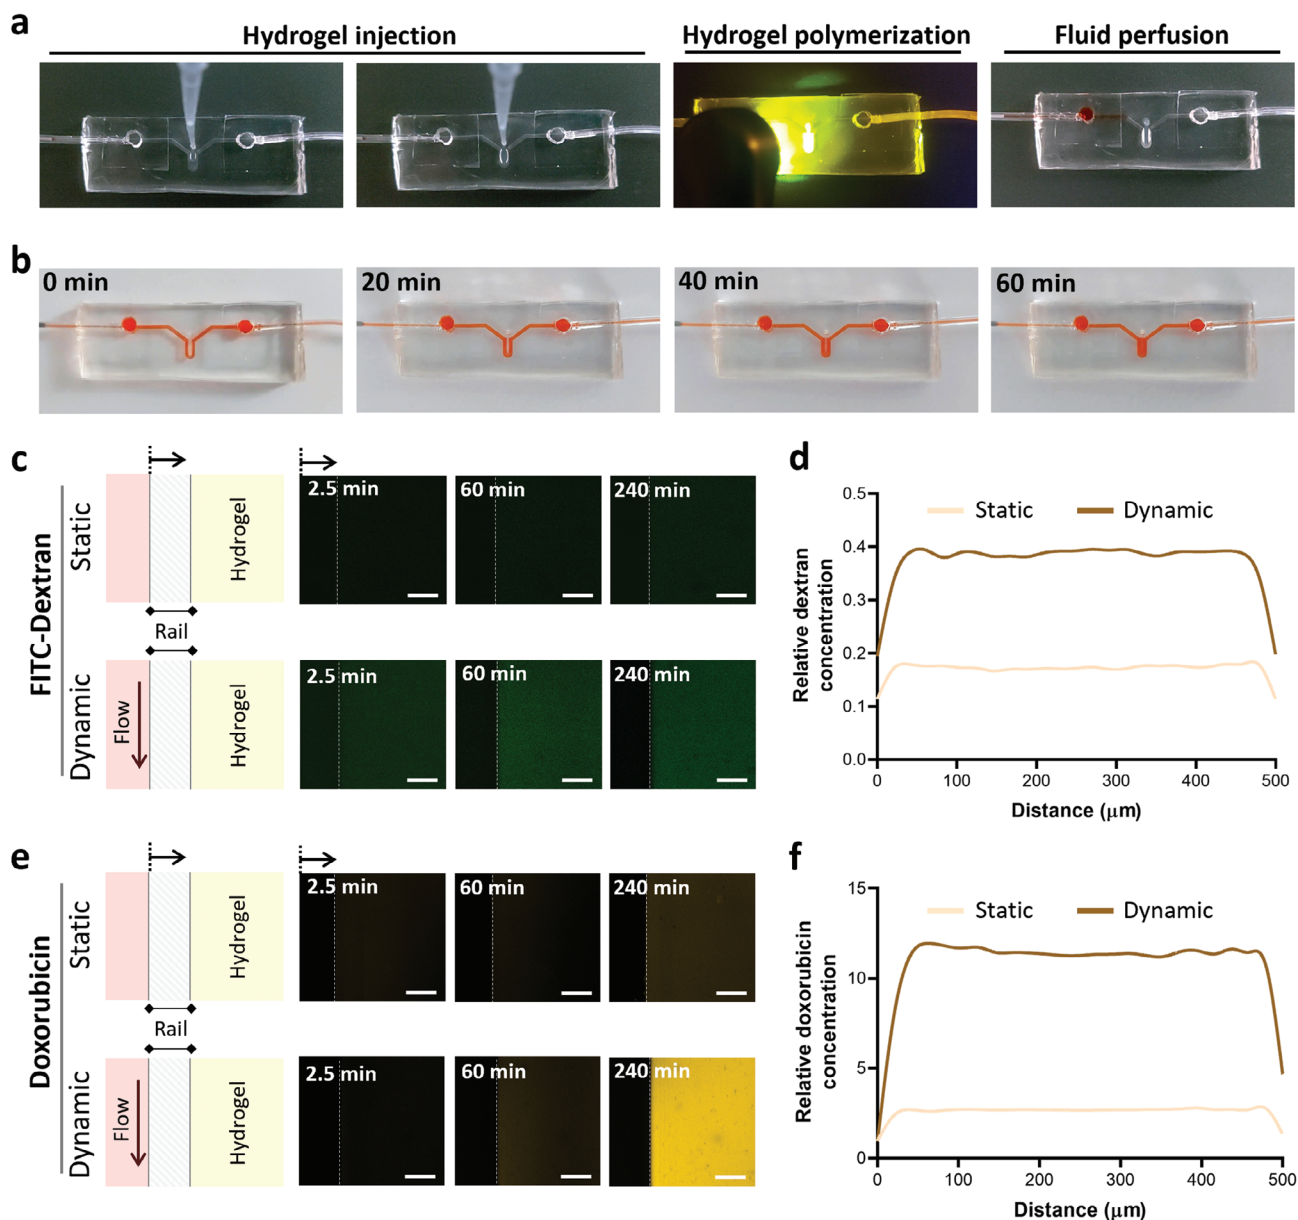 a
Hydrogel injection
Hydrogel polymerization
Fluid perfusion
b
0 min
20 min
40 min
60 min
c
FITC-Dextran
Static
Hydrogel
2.5 min
60 min
240 min
Rail
Dynamic
Flow
Hydrogel
2.5 min
60 min
240 min
d
Static
Dynamic
Relative dextran
concentration
0.5
0.4
0.3
0.2
0.1
0.0
0 100 200 300 400 500
Distance (μm)
e
Doxorubicin
Static
Hydrogel
2.5 min
60 min
240 min
Rail
Dynamic
Flow
Hydrogel
2.5 min
60 min
240 min
f
Static
Dynamic
Relative doxorubicin
concentration
15
10
5
0
0 100 200 300 400 500
Distance (μm)